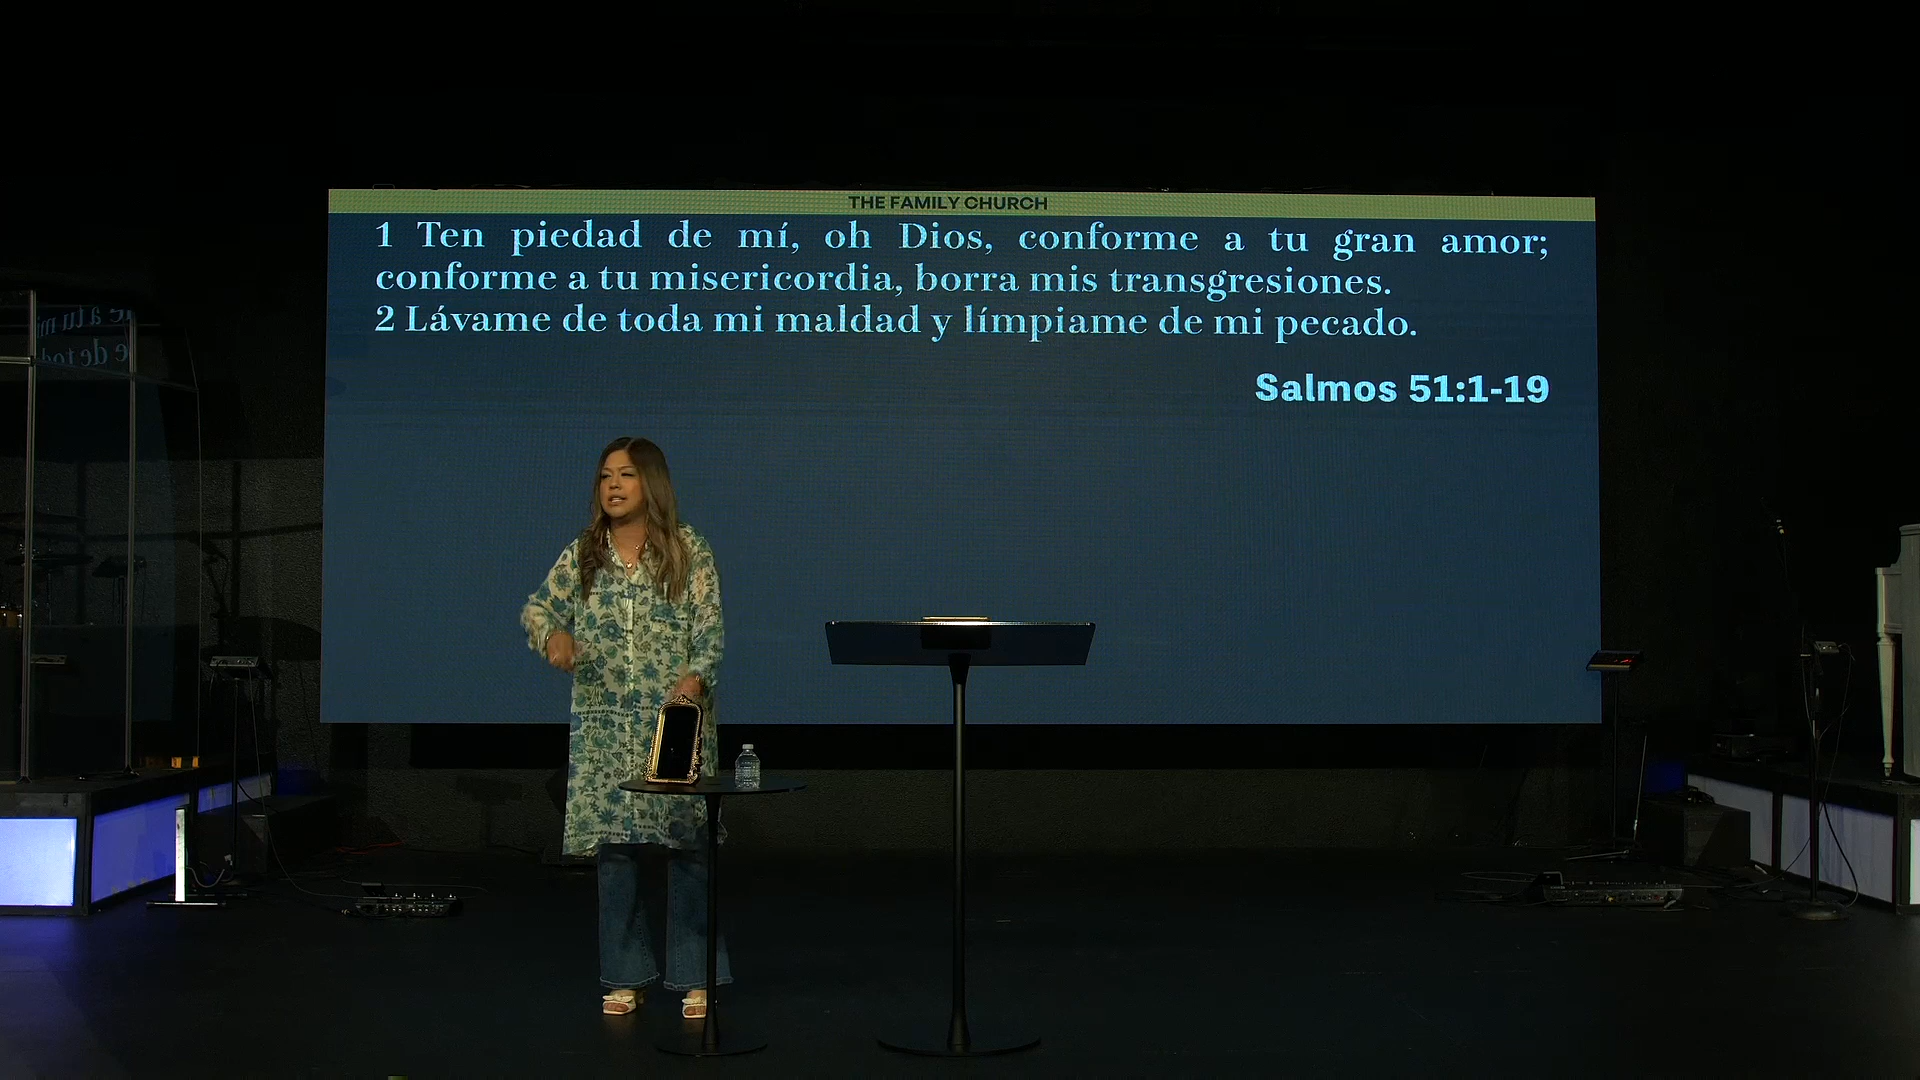 THE FAMILY CHURCH
1 Ten piedad de mí, oh Dios, conforme a tu gran amor;
conforme a tu misericordia, borra mis transgresiones.
2 Lávame de toda mi maldad y límpiame de mi pecado.
Salmos 51:1-19